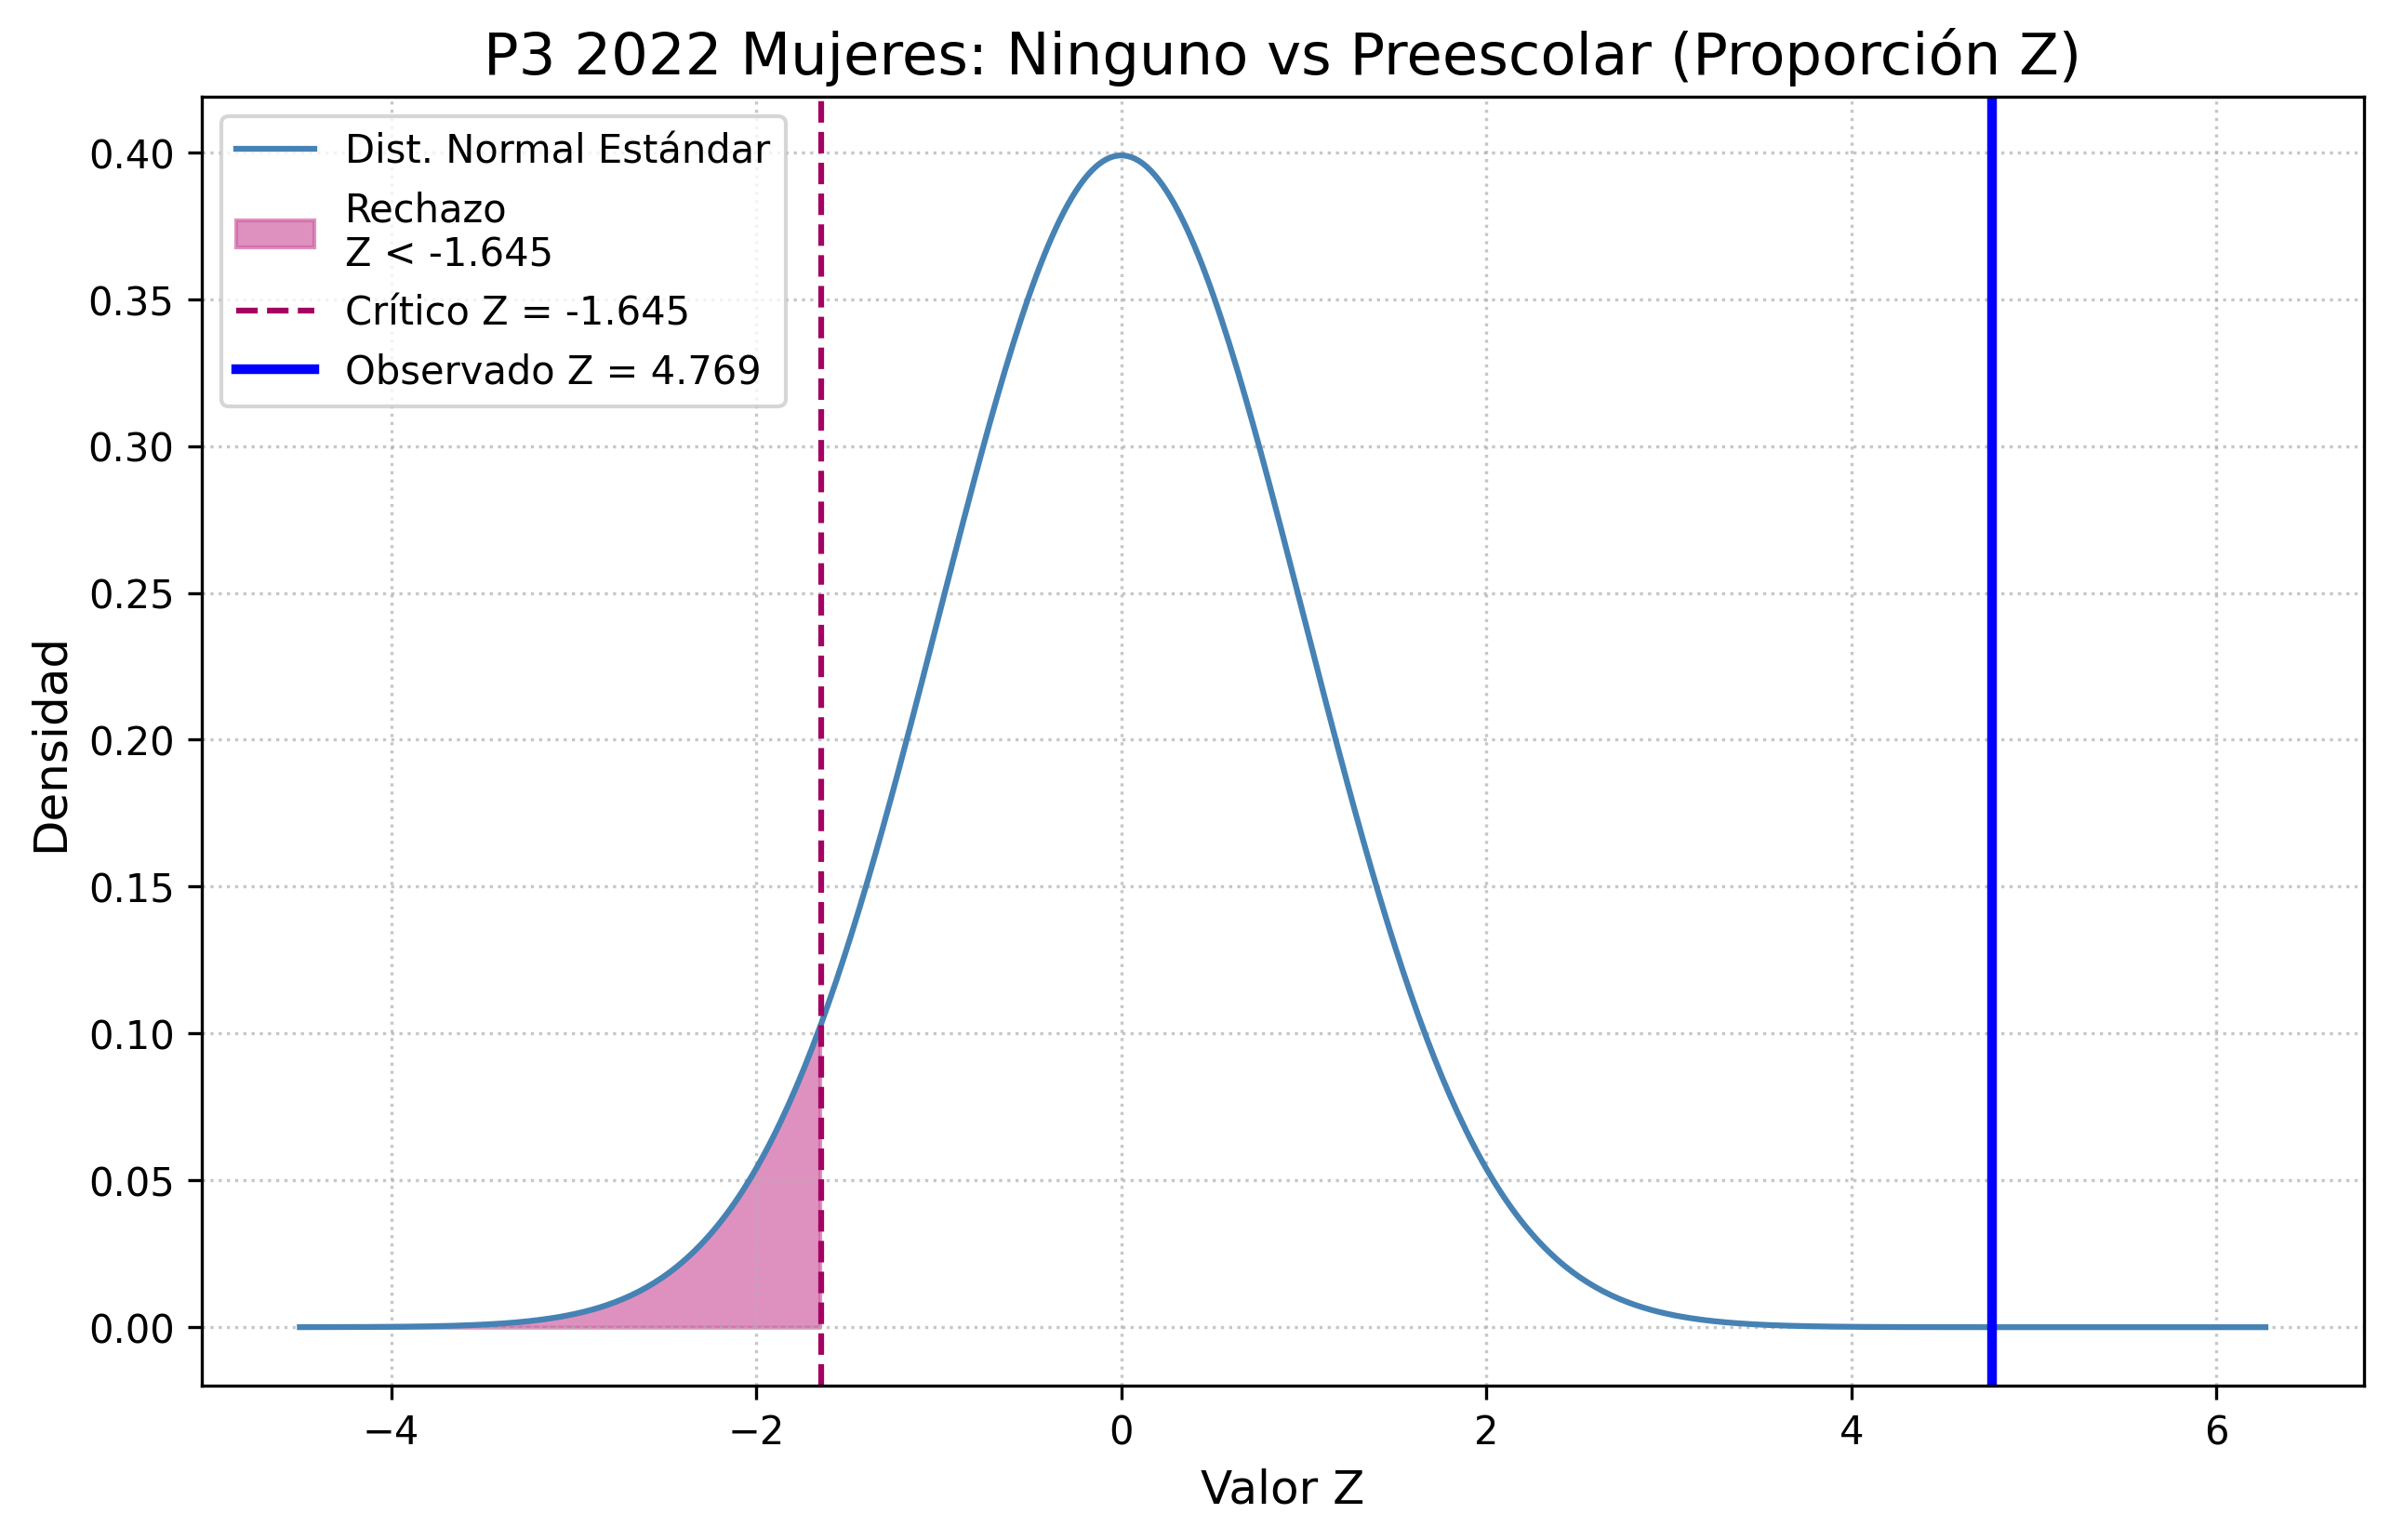 P3 2022 Mujeres: Ninguno vs Preescolar (Proporción Z)
Dist. Normal Estándar
Rechazo
Z < -1.645
Crítico Z = -1.645
Observado Z = 4.769
Densidad
0.40
0.35
0.30
0.25
0.20
0.15
0.10
0.05
0.00
−4
−2
0
2
4
6
Valor Z